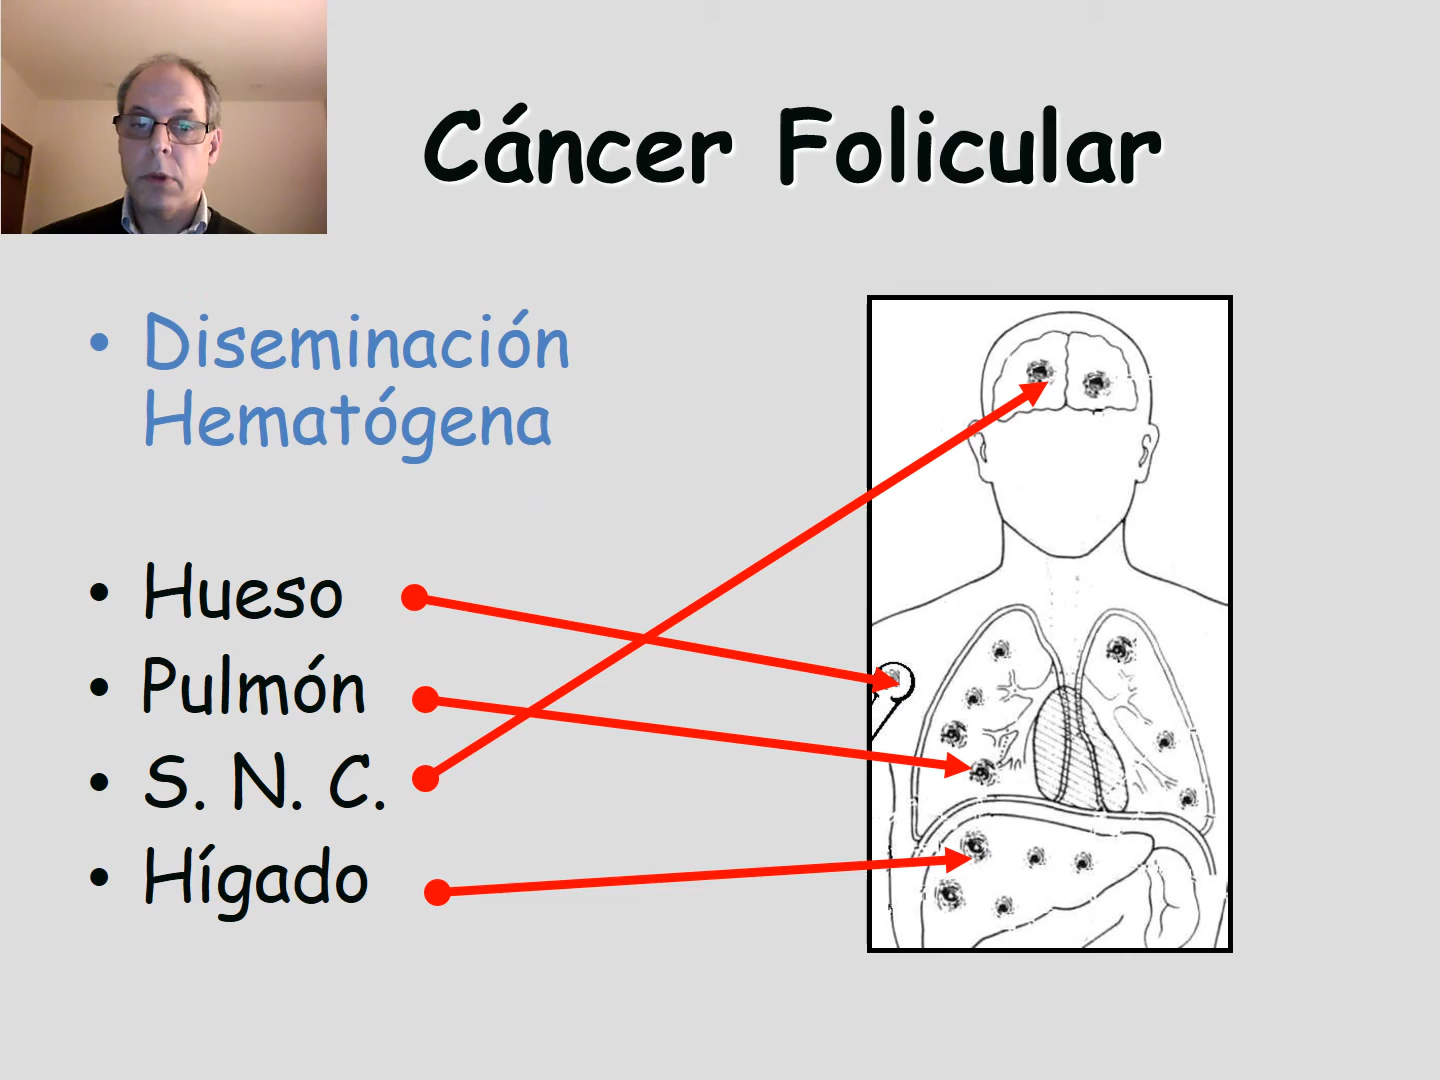 Cáncer Folicular
• Diseminación
Hematógena
• Hueso
• Pulmón
• S. N. C.
• Hígado